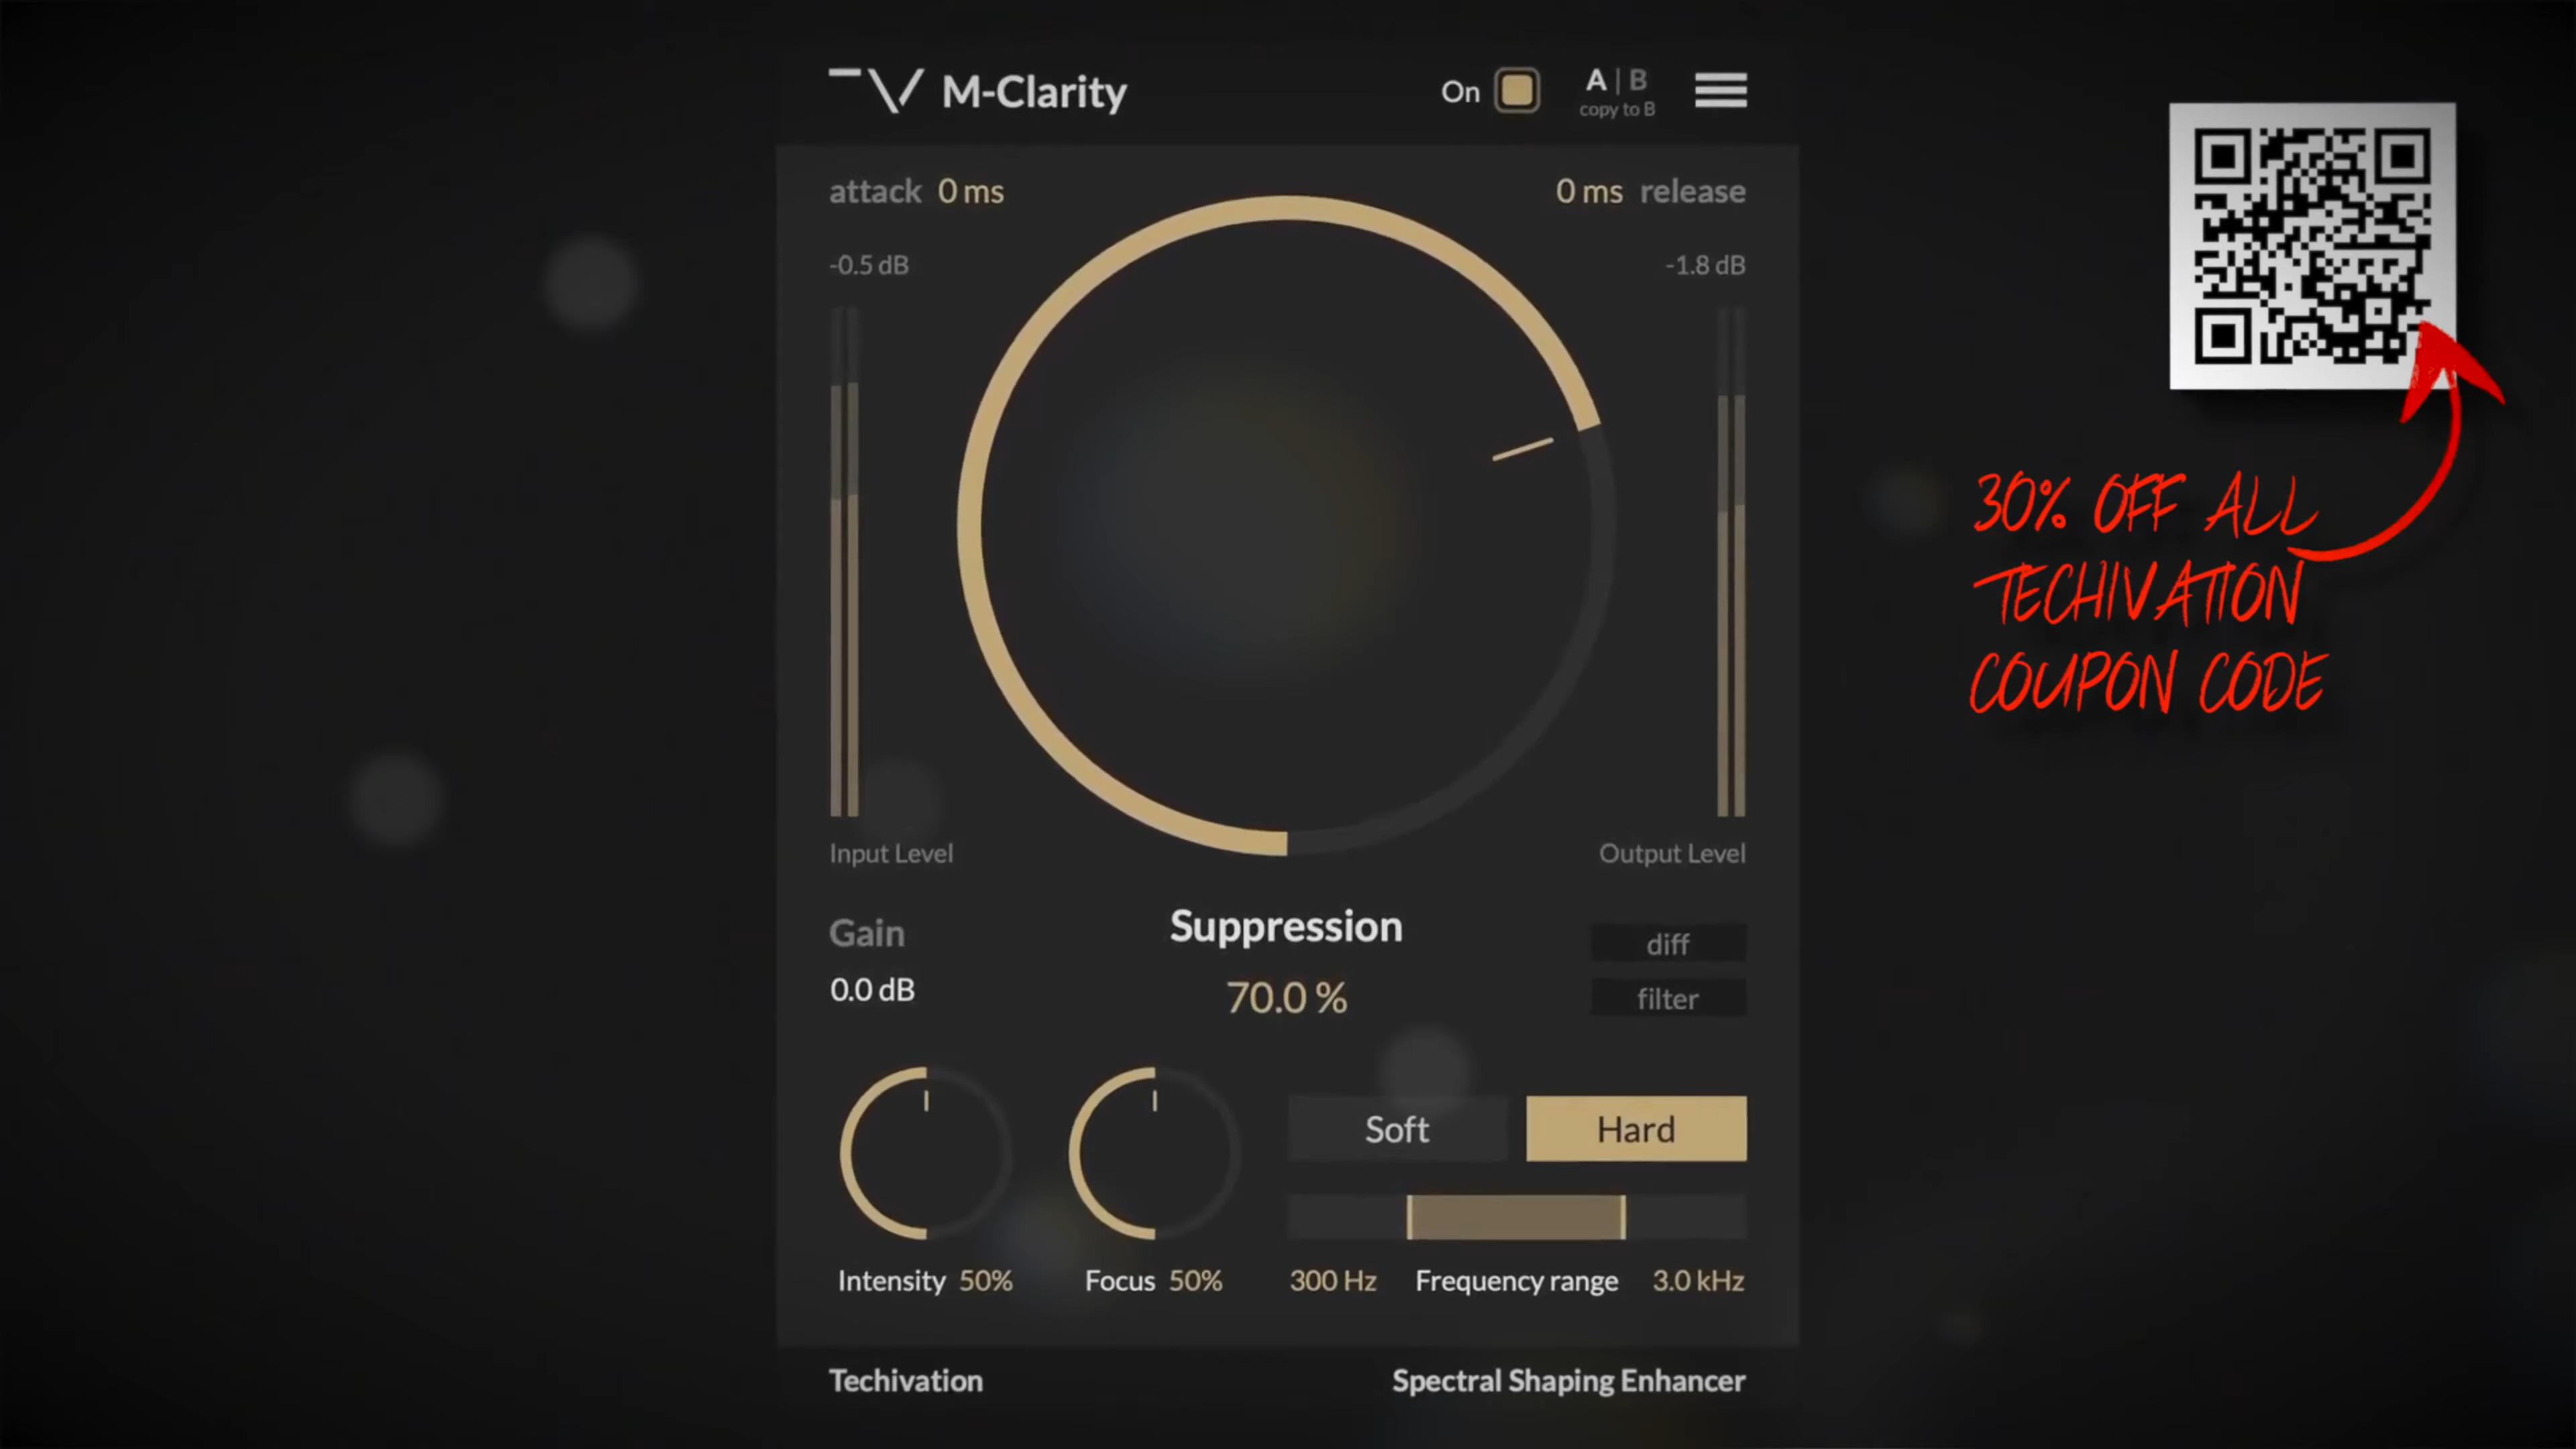 M-Clarity
On
A | B
copy to B
attack 0 ms
0 ms release
-0.5 dB
-1.8 dB
30% OFF ALL
TECHIVATION
COUPON CODE
Input Level
Output Level
Gain
0.0 dB
Suppression
70.0 %
diff
filter
Soft
Hard
Intensity 50%
Focus 50%
300 Hz Frequency range 3.0 kHz
Techivation
Spectral Shaping Enhancer